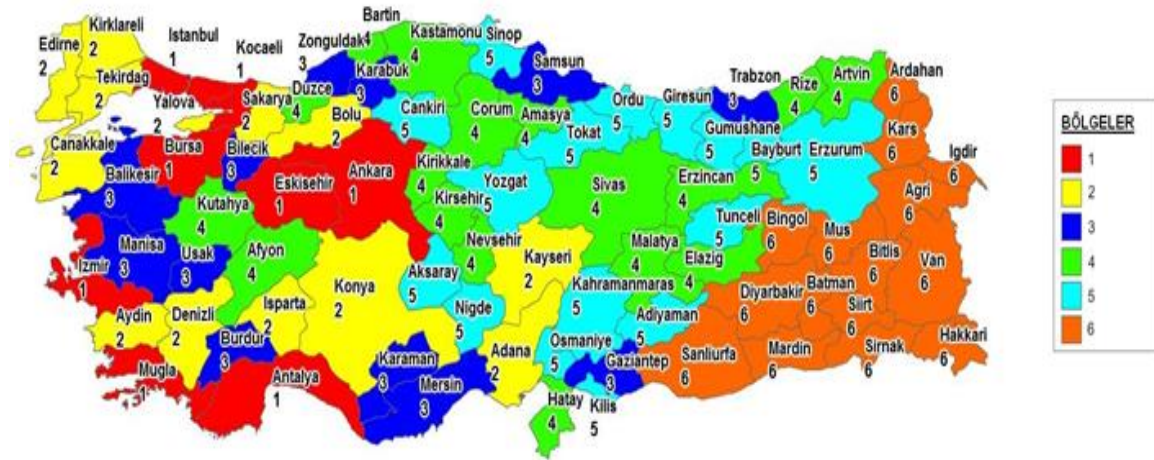 Bartin
4
Kirklareli
2
Istanbul
1
Kocaeli
1
Zonguldak
3
Kastamonu
4
Sinop
5
Edirne
2
Samsun
3
Tekirdag
2
Karabuk
3
Trabzon
3
Rize
4
Artvin
4
Ardahan
6
Yalova
2
Sakarya
2
Duzce
4
Bolu
2
Cankiri
5
Corum
4
Amasya
4
Ordu
5
Giresun
5
Tokat
5
Gumushane
5
Kars
6
BÖLGELER
1
2
3
4
5
6
Canakkale
2
Bursa
1
Bilecik
3
Bayburt
5
Erzurum
5
Igdir
6
Balikesir
3
Eskisehir
1
Ankara
1
Kirikkale
4
Yozgat
5
Sivas
4
Erzincan
4
Agri
6
Kutahya
4
Kirsehir
4
Tunceli
5
Bingol
6
Mus
6
Manisa
3
Usak
3
Afyon
4
Nevsehir
4
Kayseri
2
Malatya
4
Elazig
4
Bitlis
6
Van
6
Izmir
1
Aksaray
5
Konya
2
Kahramanmaras
5
Diyarbakir
6
Batman
6
Siirt
6
Aydin
2
Denizli
2
Isparta
2
Nigde
5
Adiyaman
5
Burdur
3
Karaman
3
Adana
2
Osmaniye
5
Gaziantep
3
Sanliurfa
6
Mardin
6
Sirnak
6
Hakkari
6
Mugla
1
Antalya
1
Mersin
3
Hatay
4
Kilis
5